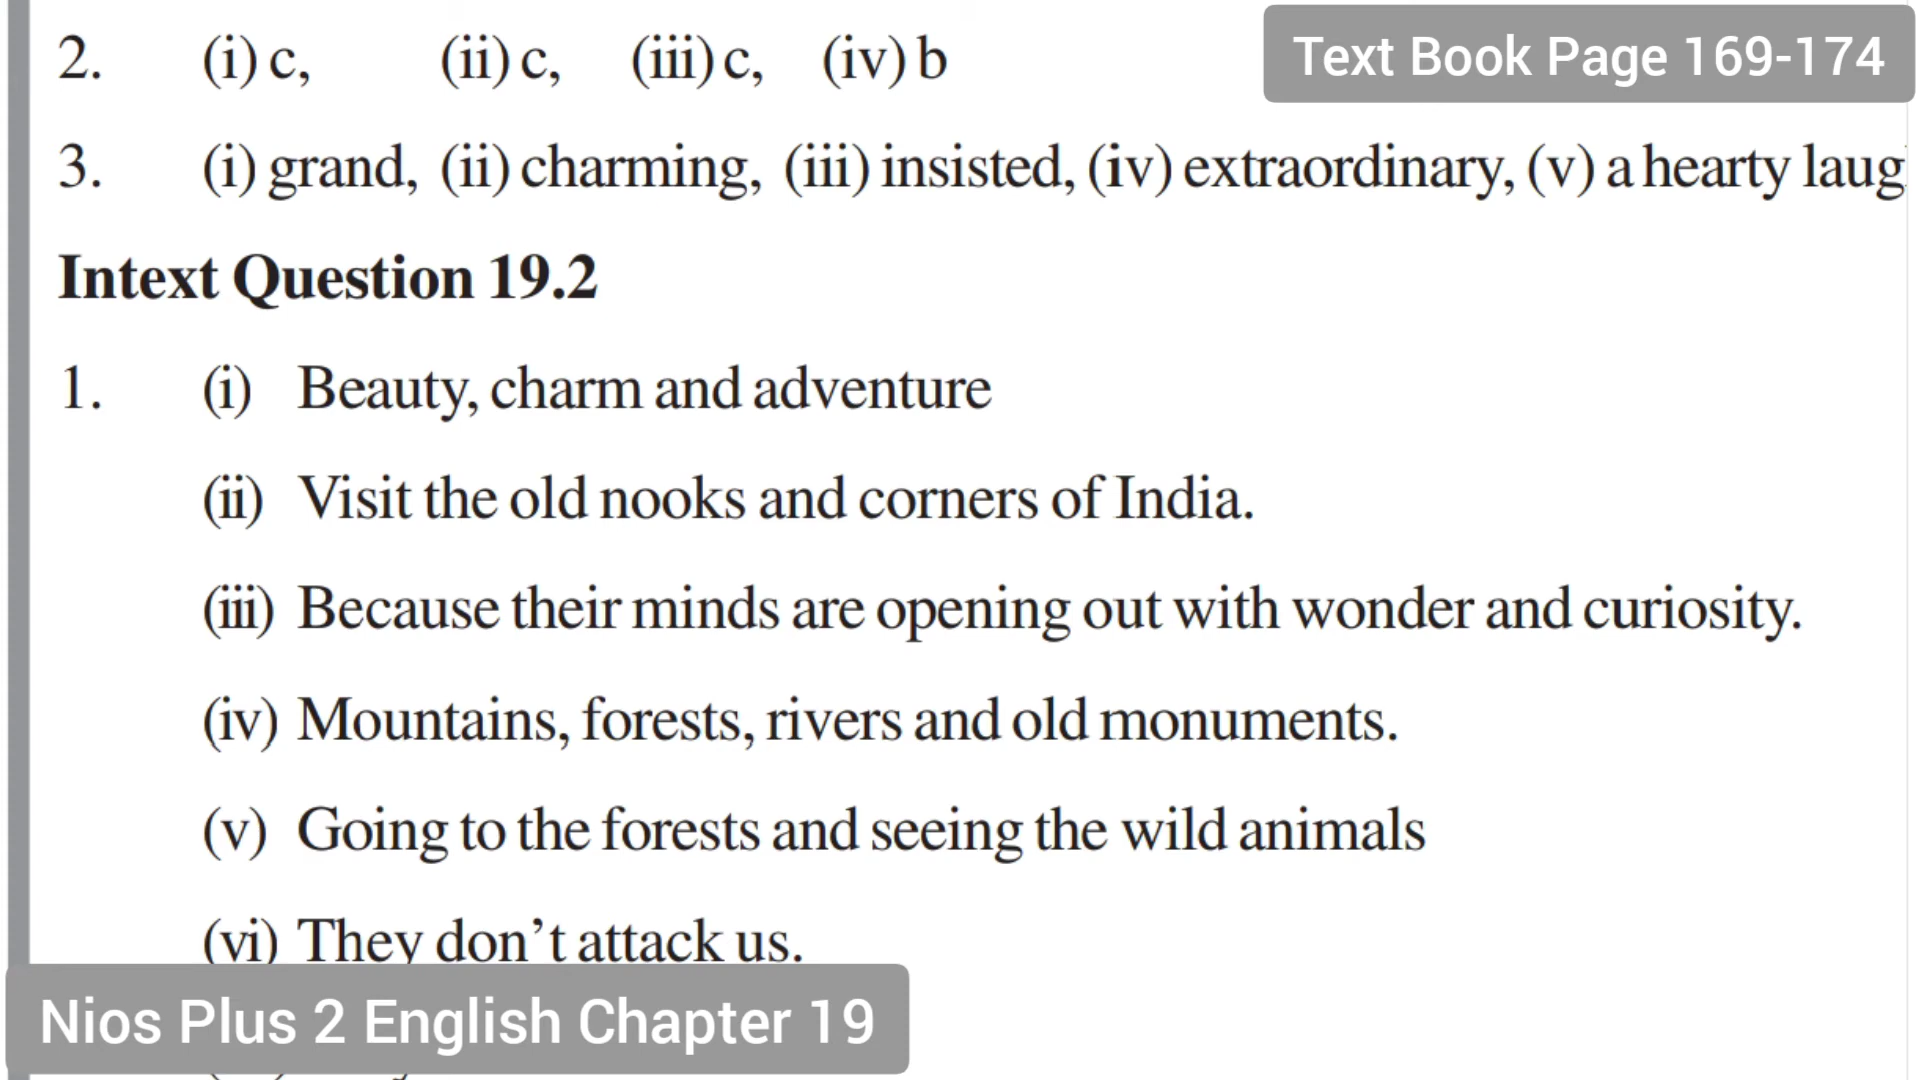 2. (i) c, (ii) c, (iii) c, (iv) b
Text Book Page 169-174
3. (i) grand, (ii) charming, (iii) insisted, (iv) extraordinary, (v) a hearty laug
Intext Question 19.2
1. (i) Beauty, charm and adventure
(ii) Visit the old nooks and corners of India.
(iii) Because their minds are opening out with wonder and curiosity.
(iv) Mountains, forests, rivers and old monuments.
(v) Going to the forests and seeing the wild animals
(vi) They don’t attack us.
Nios Plus 2 English Chapter 19